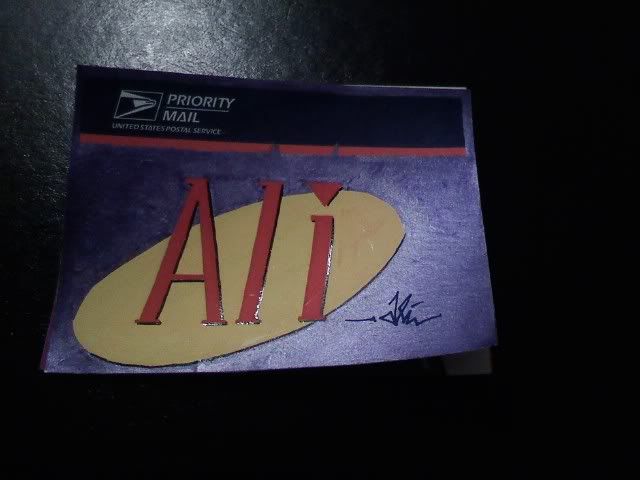 PRIORITY
MAIL
UNITED STATES POSTAL SERVICE
Ali